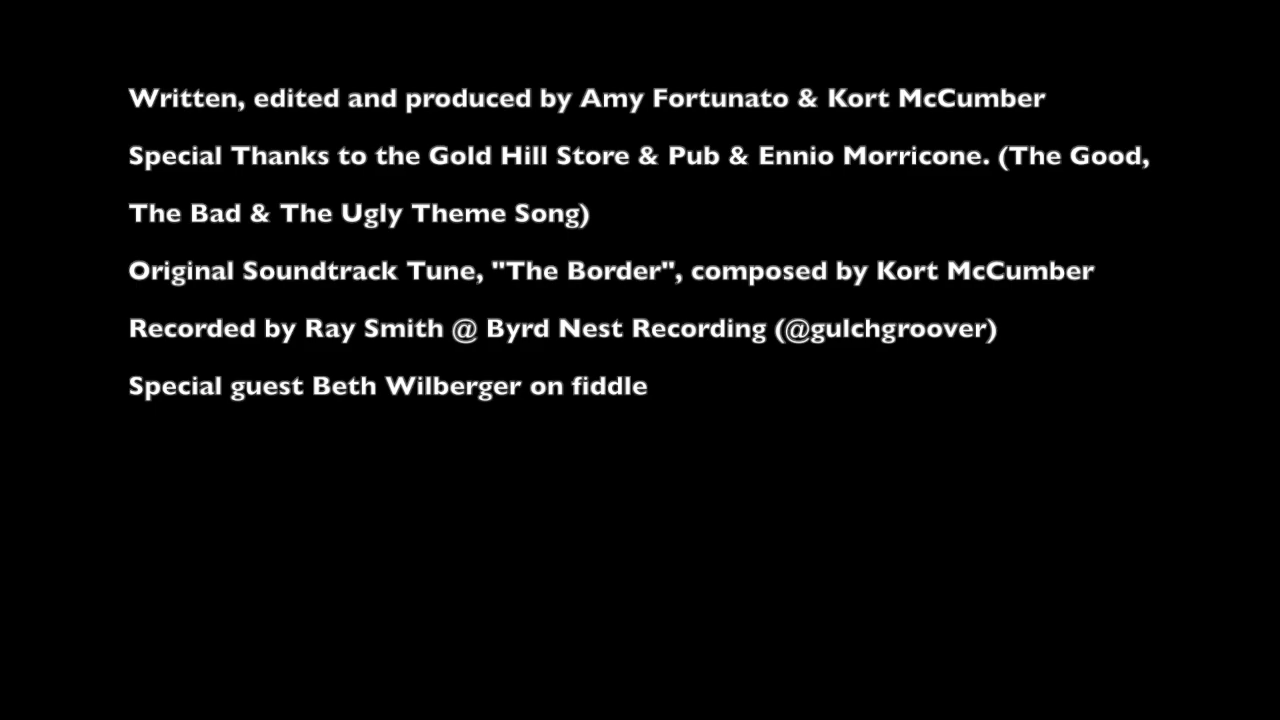 Written, edited and produced by Amy Fortunato & Kort McCumber
Special Thanks to the Gold Hill Store & Pub & Ennio Morricone. (The Good,
The Bad & The Ugly Theme Song)
Original Soundtrack Tune, "The Border", composed by Kort McCumber
Recorded by Ray Smith @ Byrd Nest Recording (@gulchgroover)
Special guest Beth Wilberger on fiddle